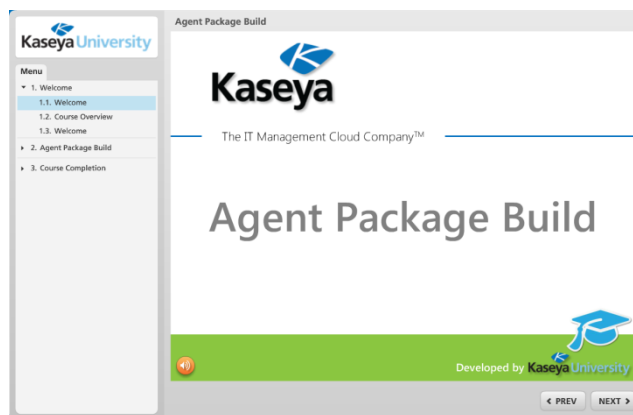 Kaseya University
Menu
1. Welcome
1.1. Welcome
1.2. Course Overview
1.3. Welcome
2. Agent Package Build
3. Course Completion
Agent Package Build
Kaseya
The IT Management Cloud Company™
Agent Package Build
Developed by Kaseya University
PREV NEXT